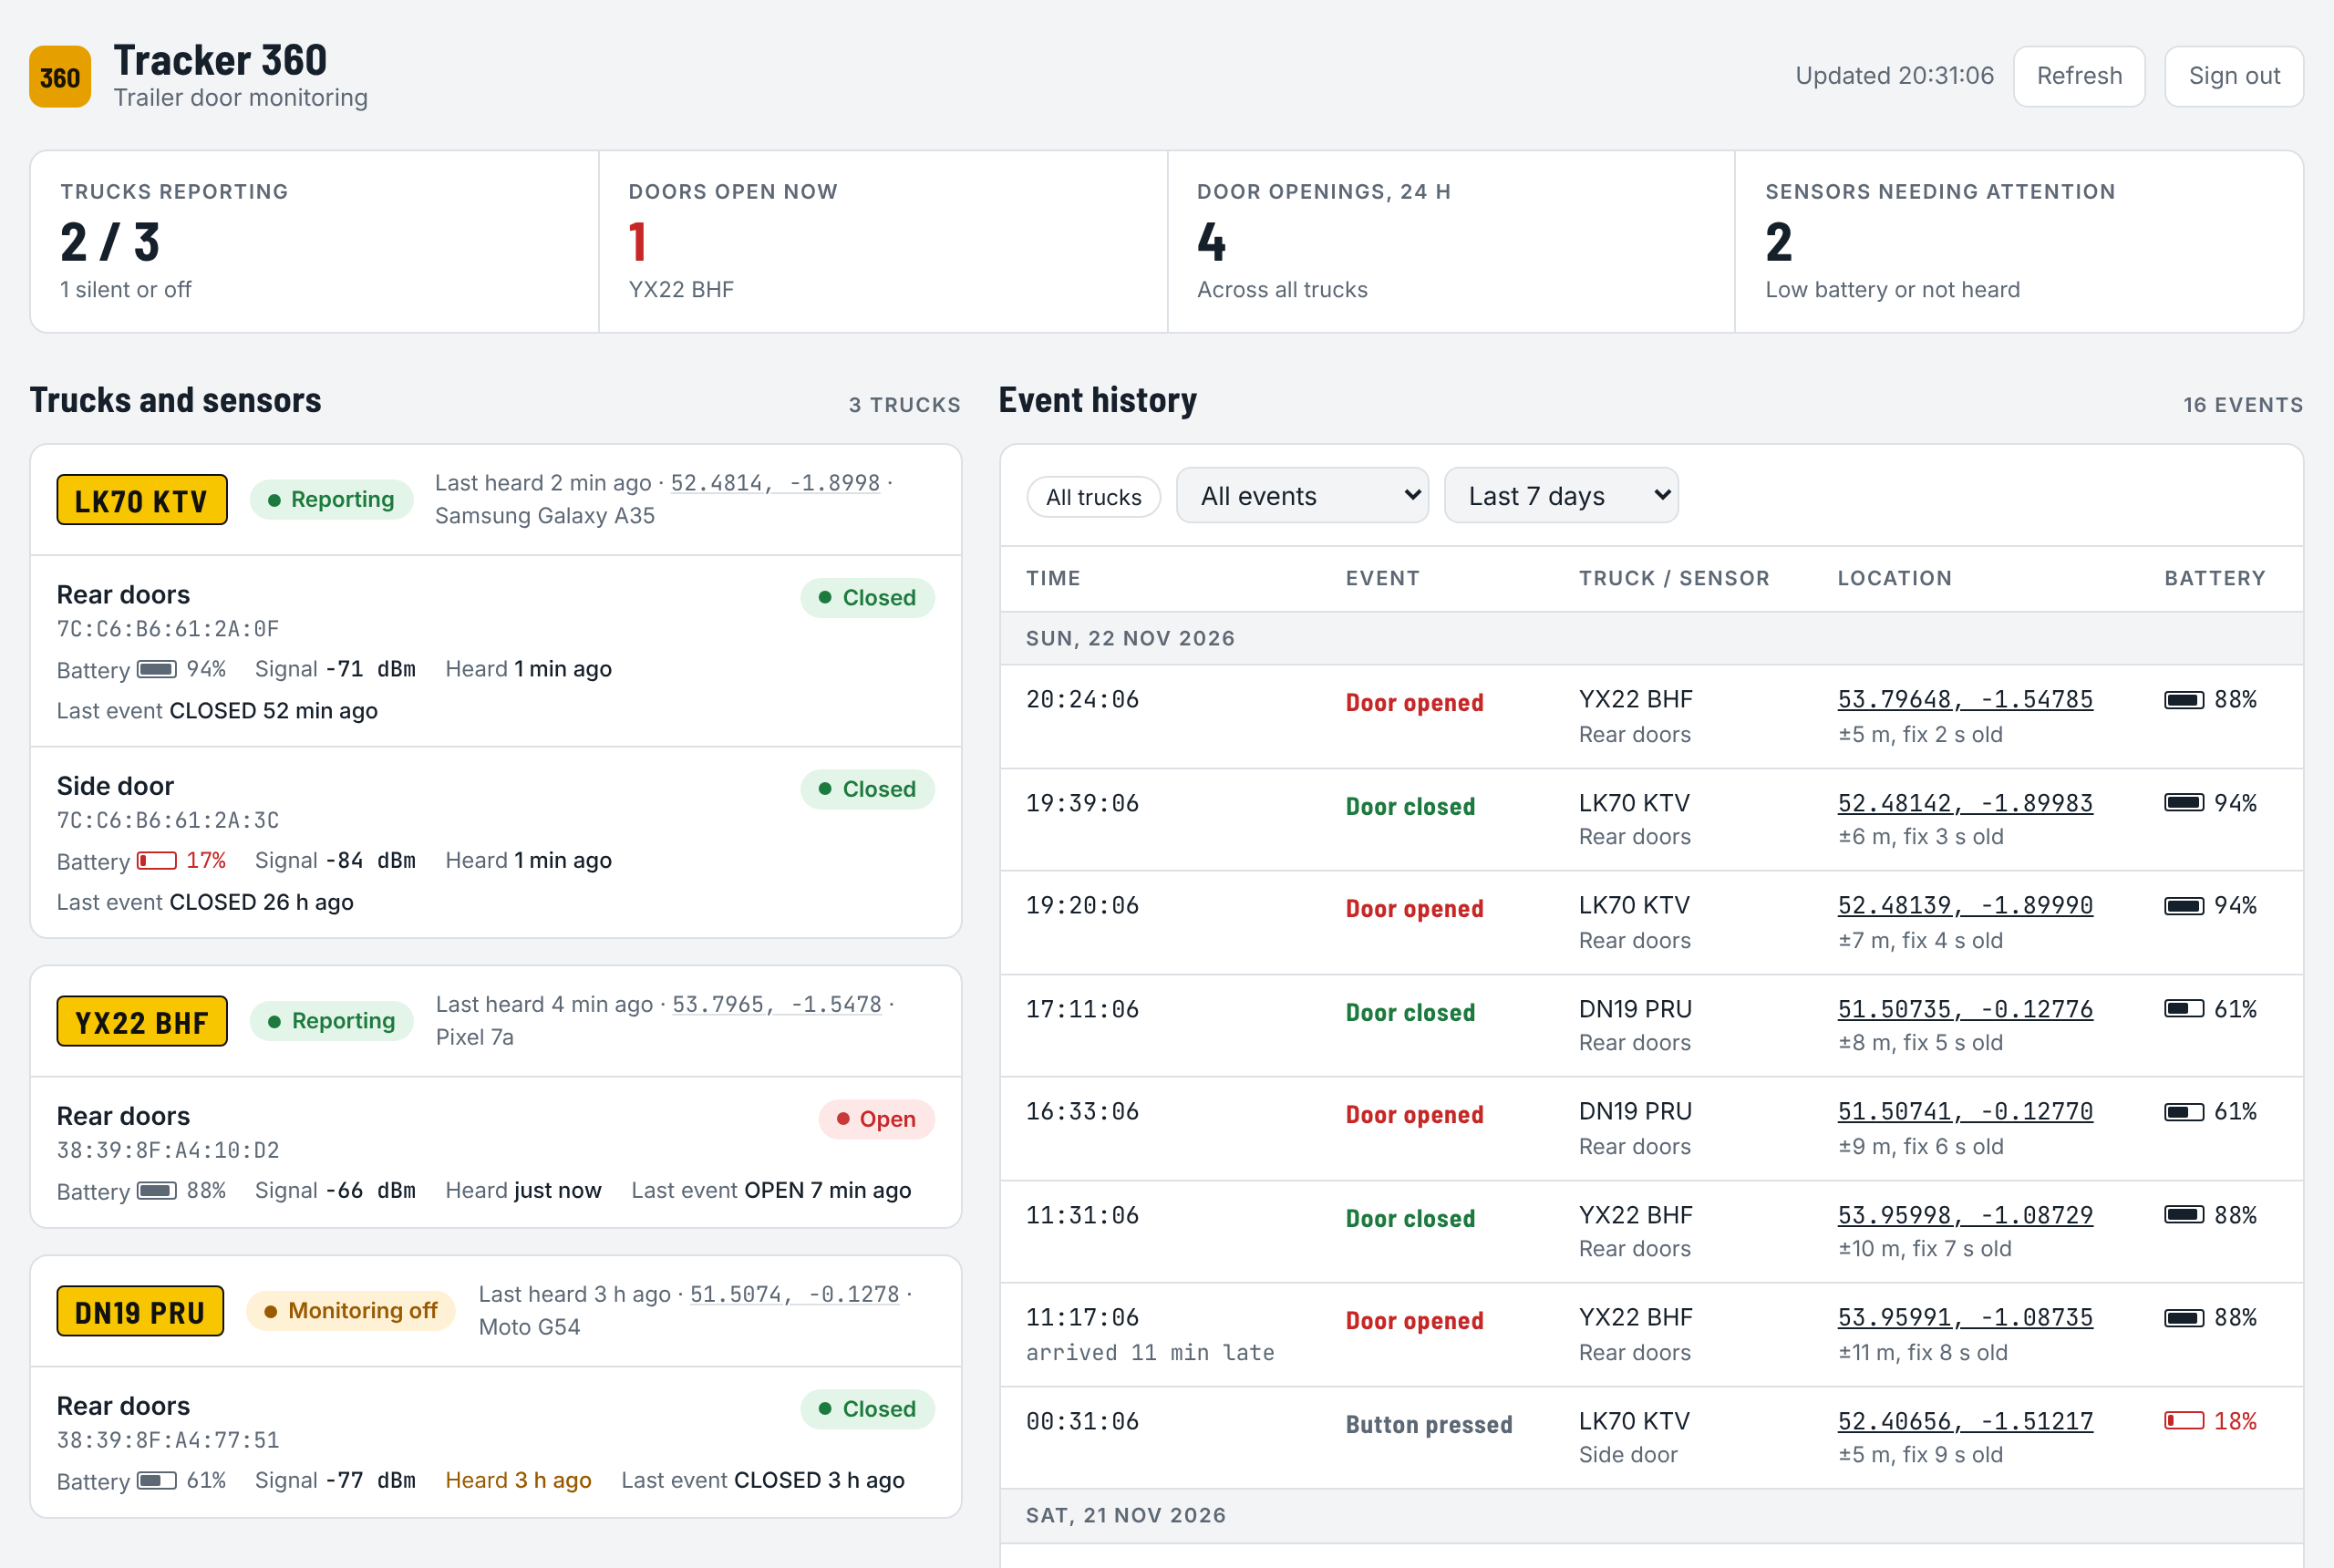 360
Tracker 360
Trailer door monitoring
Updated 20:31:06
Refresh
Sign out
TRUCKS REPORTING
2 / 3
1 silent or off
DOORS OPEN NOW
1
YX22 BHF
DOOR OPENINGS, 24 H
4
Across all trucks
SENSORS NEEDING ATTENTION
2
Low battery or not heard
Trucks and sensors
3 TRUCKS
LK70 KTV
Reporting
Last heard 2 min ago · 52.4814, -1.8998 ·
Samsung Galaxy A35
Rear doors
Closed
7C:C6:B6:61:2A:0F
Battery 94% Signal -71 dBm Heard 1 min ago
Last event CLOSED 52 min ago
Side door
Closed
7C:C6:B6:61:2A:3C
Battery 17% Signal -84 dBm Heard 1 min ago
Last event CLOSED 26 h ago
YX22 BHF
Reporting
Last heard 4 min ago · 53.7965, -1.5478 ·
Pixel 7a
Rear doors
Open
38:39:8F:A4:10:D2
Battery 88% Signal -66 dBm Heard just now Last event OPEN 7 min ago
DN19 PRU
Monitoring off
Last heard 3 h ago · 51.5074, -0.1278 ·
Moto G54
Rear doors
Closed
38:39:8F:A4:77:51
Battery 61% Signal -77 dBm Heard 3 h ago Last event CLOSED 3 h ago
Event history
16 EVENTS
All trucks
All events
Last 7 days
TIME EVENT TRUCK / SENSOR LOCATION BATTERY
SUN, 22 NOV 2026
20:24:06 Door opened YX22 BHF 53.79648, -1.54785 88%
Rear doors ±5 m, fix 2 s old
19:39:06 Door closed LK70 KTV 52.48142, -1.89983 94%
Rear doors ±6 m, fix 3 s old
19:20:06 Door opened LK70 KTV 52.48139, -1.89990 94%
Rear doors ±7 m, fix 4 s old
17:11:06 Door closed DN19 PRU 51.50735, -0.12776 61%
Rear doors ±8 m, fix 5 s old
16:33:06 Door opened DN19 PRU 51.50741, -0.12770 61%
Rear doors ±9 m, fix 6 s old
11:31:06 Door closed YX22 BHF 53.95998, -1.08729 88%
Rear doors ±10 m, fix 7 s old
11:17:06 Door opened YX22 BHF 53.95991, -1.08735 88%
arrived 11 min late Rear doors ±11 m, fix 8 s old
00:31:06 Button pressed LK70 KTV 52.40656, -1.51217 18%
Side door ±5 m, fix 9 s old
SAT, 21 NOV 2026